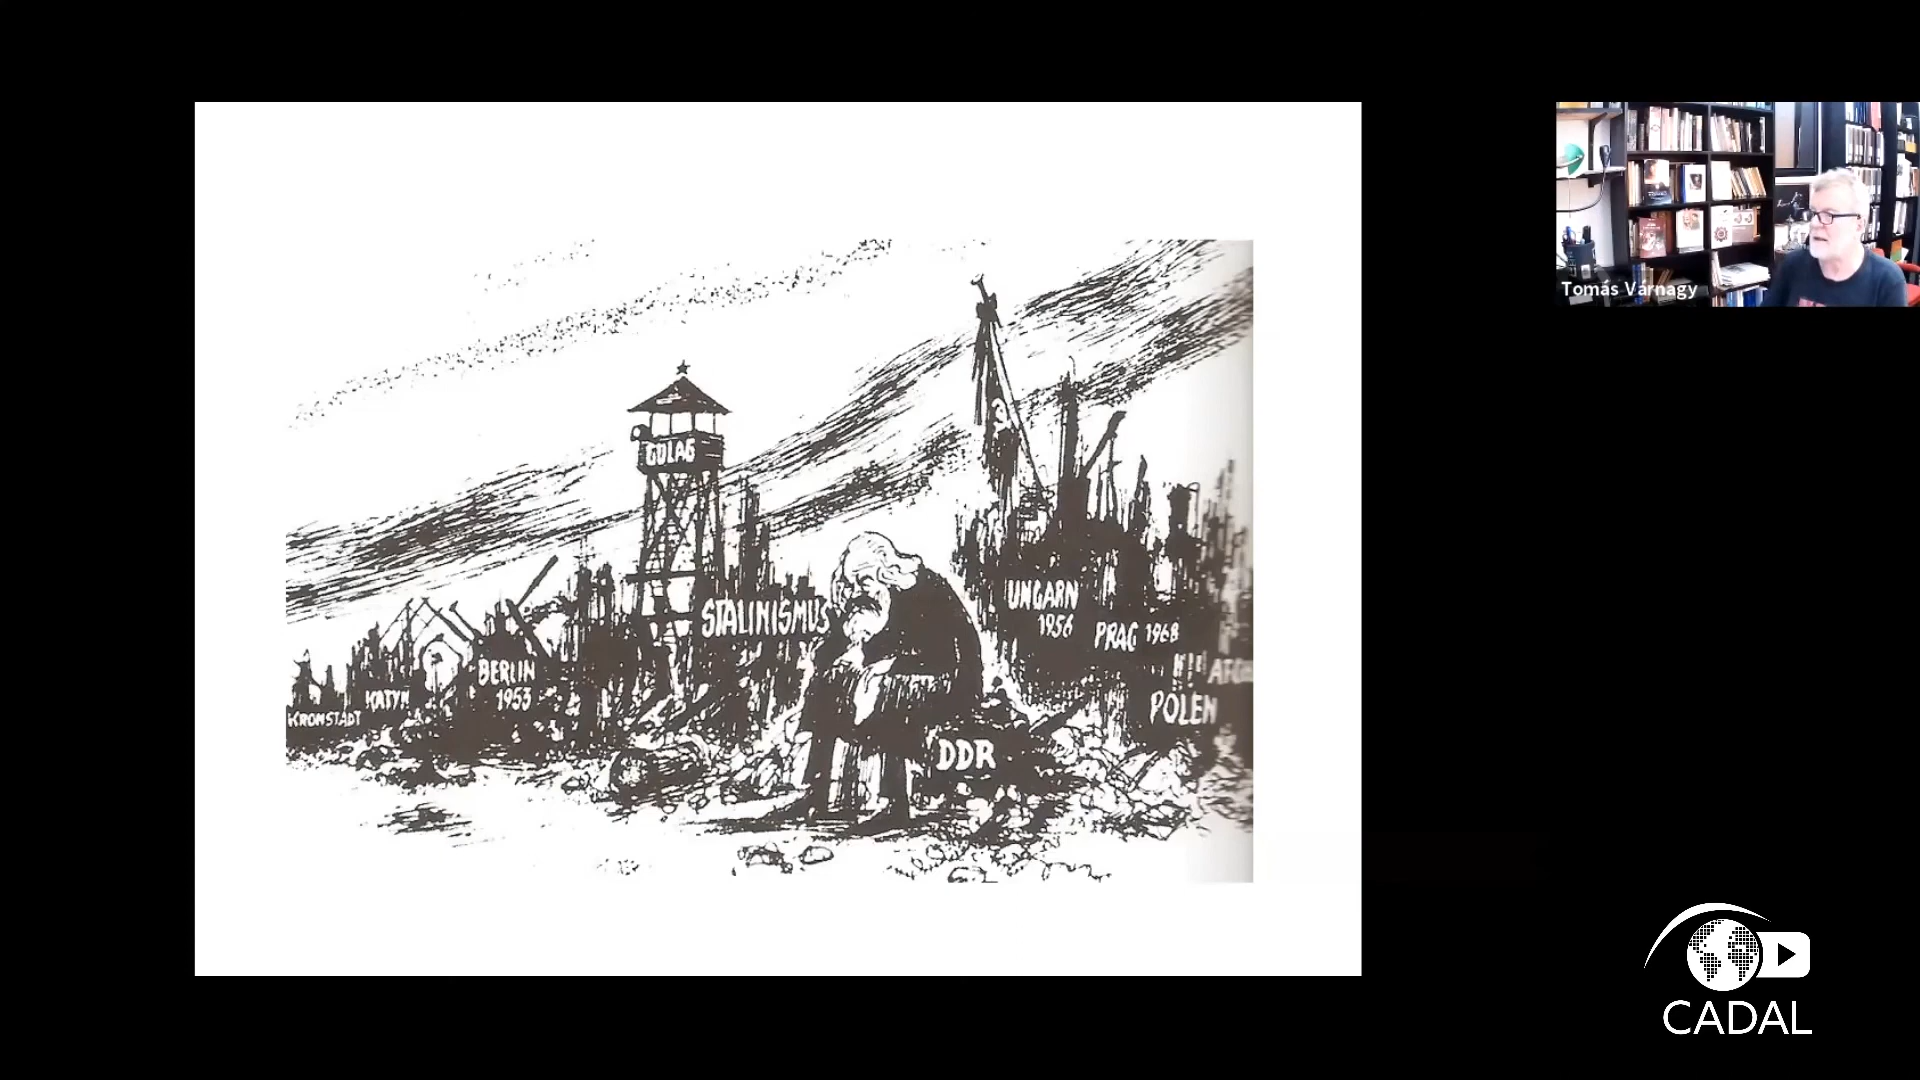 GULAG
STALINISMUS
UNGARN
1956
PRAG 1968
BERLIN
1953
KATYN
KRONSTADT
POLEN
DDR
Tomás Várnagy
CADAL